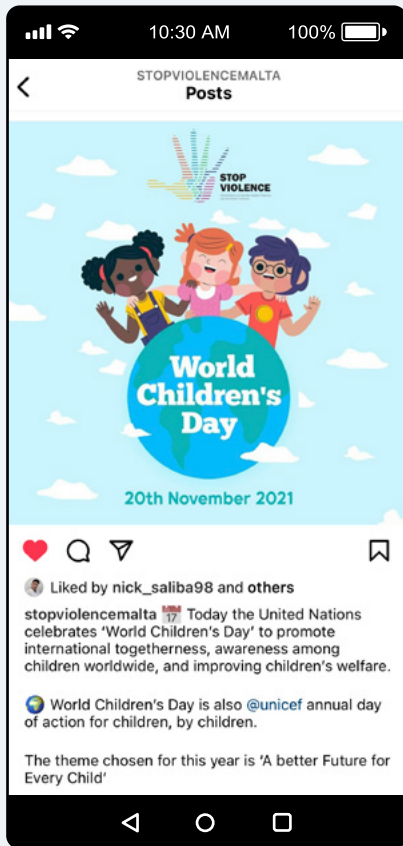 10:30 AM 100%
STOPVIOLENCEMALTA
Posts
STOP
VIOLENCE
World
Children's
Day
20th November 2021
Liked by nick_saliba98 and others
stopviolencemalta 17 Today the United Nations
celebrates ‘World Children’s Day’ to promote
international togetherness, awareness among
children worldwide, and improving children’s welfare.
World Children’s Day is also @unicef annual day
of action for children, by children.
The theme chosen for this year is ‘A better Future for
Every Child’